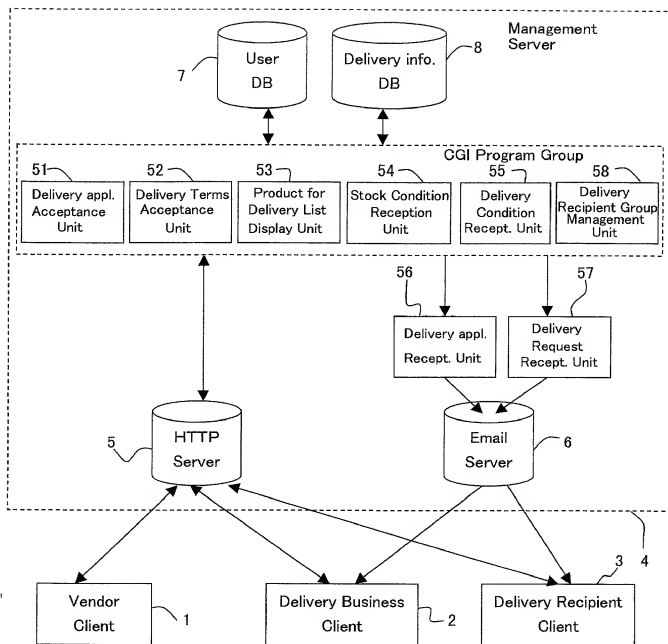 Management
Server
7
User
DB
Delivery info.
DB
8
CGI Program Group
51
Delivery appl.
Acceptance
Unit
52
Delivery Terms
Acceptance
Unit
53
Product for
Delivery List
Display Unit
54
Stock Condition
Reception
Unit
55
Delivery
Condition
Recept. Unit
58
Delivery
Recipient Group
Management
Unit
56
Delivery appl.
Recept. Unit
57
Delivery
Request
Recept. Unit
5
HTTP
Server
Email
Server
6
4
Vendor
Client
1
Delivery Business
Client
2
Delivery Recipient
Client
3